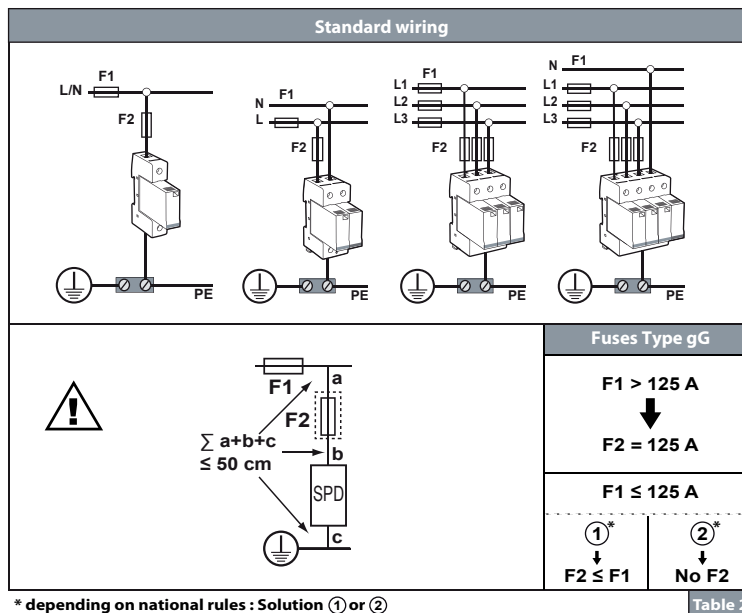 Standard wiring
L/N F1
F2
PE
N F1
L
F2
PE
L1 F1
L2
L3
F2
PE
N F1
L1
L2
L3
F2
PE
F1
a
F2
∑ a+b+c
≤ 50 cm
b
SPD
c
Fuses Type gG
F1 > 125 A
F2 = 125 A
F1 ≤ 125 A
①* ②*
F2 ≤ F1 No F2
* depending on national rules : Solution ① or ②
Table